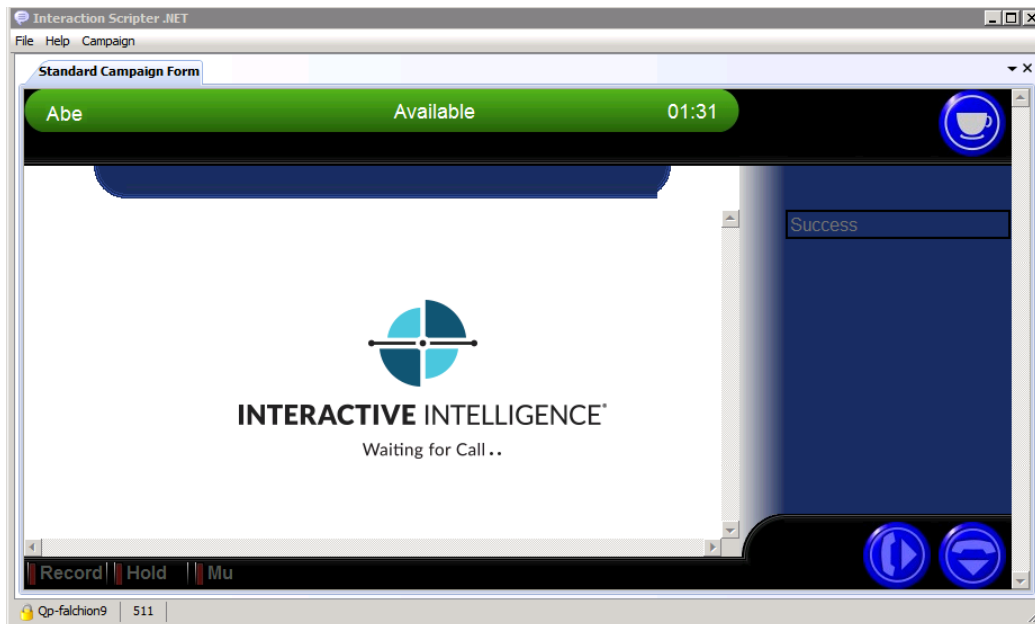 Interaction Scripter .NET
File Help Campaign
Standard Campaign Form
Abe Available 01:31
Success
INTERACTIVE INTELLIGENCE®
Waiting for Call..
Record Hold Mu
Qp-falchion9 511